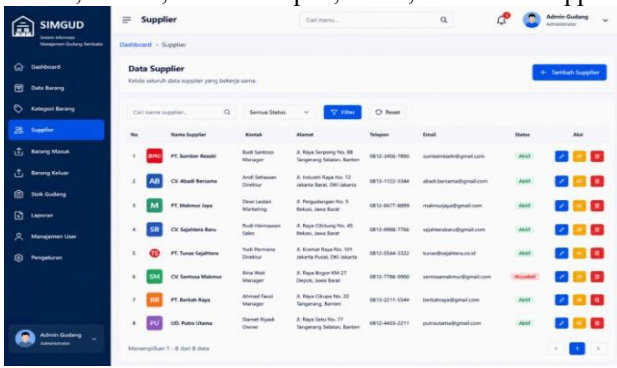 SIMGUD
Sistem Informasi
Manajemen Gudang Sembako
Supplier
Cari menu...
Admin Gudang
Administrator
Dashboard > Supplier
Dashboard
Data Barang
Kategori Barang
Supplier
Barang Masuk
Barang Keluar
Stok Gudang
Laporan
Manajemen User
Pengaturan
Admin Gudang
Administrator
Data Supplier
Kelola seluruh data supplier yang bekerja sama.
+ Tambah Supplier
Cari nama supplier.. Semua Status Filter Reset
No Nama Supplier Kontak Alamat Telepon Email Status Aksi
1 PT. Sumber Rezeki Budi Santoso Manager Jl. Raya Serpong No. 88 Tangerang Selatan, Banten 0812-3456-7890 sumberrezeki@gmail.com Aktif
2 AB CV. Abadi Bersama Andi Setiawan Direktur Jl. Industri Raya No. 12 Jakarta Barat, DKI Jakarta 0813-1122-3344 abadi.bersama@gmail.com Aktif
3 M PT. Makmur Jaya Dewi Lestari Marketing Jl. Pergudangan No. 5 Bekasi, Jawa Barat 0812-6677-8899 makmurjaya@gmail.com Aktif
4 SB CV. Sejahtera Baru Rudi Hermawan Sales Jl. Raya Cibitung No. 45 Bekasi, Jawa Barat 0813-9988-7766 sejahterabaru@gmail.com Aktif
5 PT. Tunas Sejahtera Yudi Permana Direktur Jl. Kramat Raya No. 101 Jakarta Pusat, DKI Jakarta 0812-5544-3322 tunas@sejahtera.co.id Aktif
6 SM CV. Sentosa Makmur Rina Wati Manager Jl. Raya Bogor KM 27 Depok, Jawa Barat 0812-7788-9900 sentosamakmur@gmail.com Nonaktif
7 BR PT. Berkah Raya Ahmad Fauzi Manager Jl. Raya Cikupa No. 22 Tangerang, Banten 0813-2211-5544 berkahraya@gmail.com Aktif
8 PU UD. Putra Utama Slamet Riyadi Owner Jl. Raya Setu No. 77 Tangerang Selatan, Banten 0812-4433-2211 putrautama@gmail.com Aktif
Menampilkan 1 - 8 dari 8 data
< 1 >